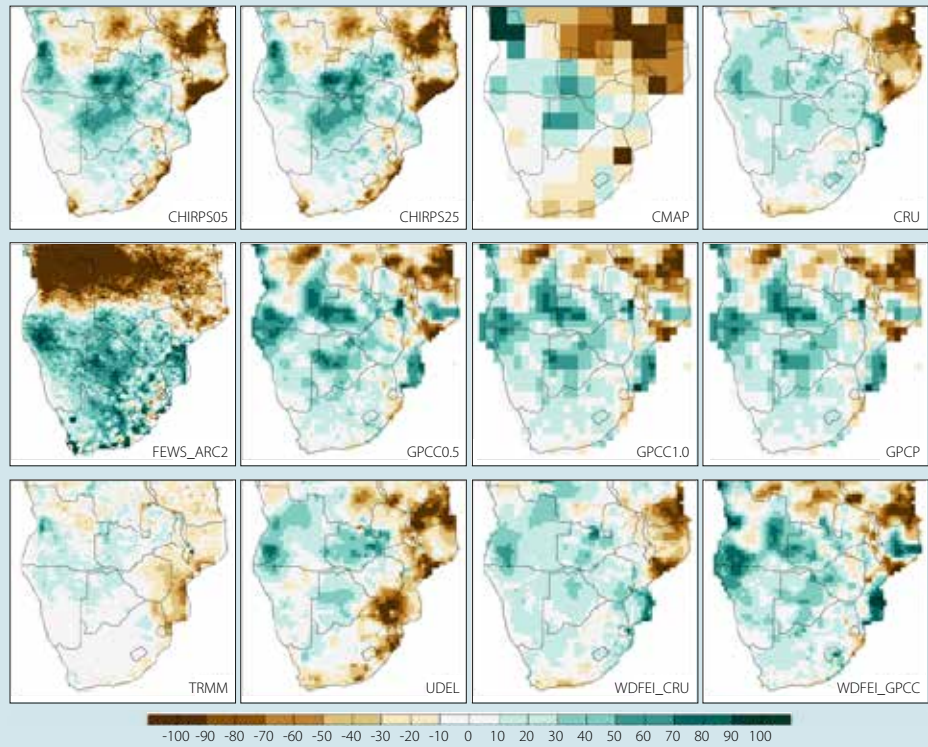 CHIRPS05
CHIRPS25
CMAP
CRU
FEWS_ARC2
GPCC0.5
GPCC1.0
GPCP
TRMM
UDEL
WDFEI_CRU
WDFEI_GPCC
-100 -90 -80 -70 -60 -50 -40 -30 -20 -10 0 10 20 30 40 50 60 70 80 90 100